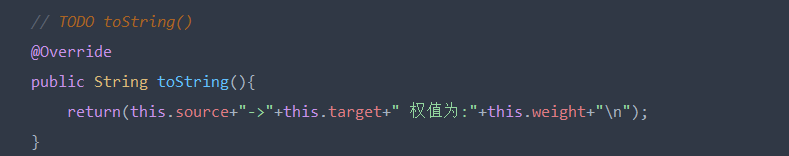 // TODO toString()
@Override
public String toString(){
return(this.source+"->"+this.target+" 权值为:"+this.weight+"\n");
}